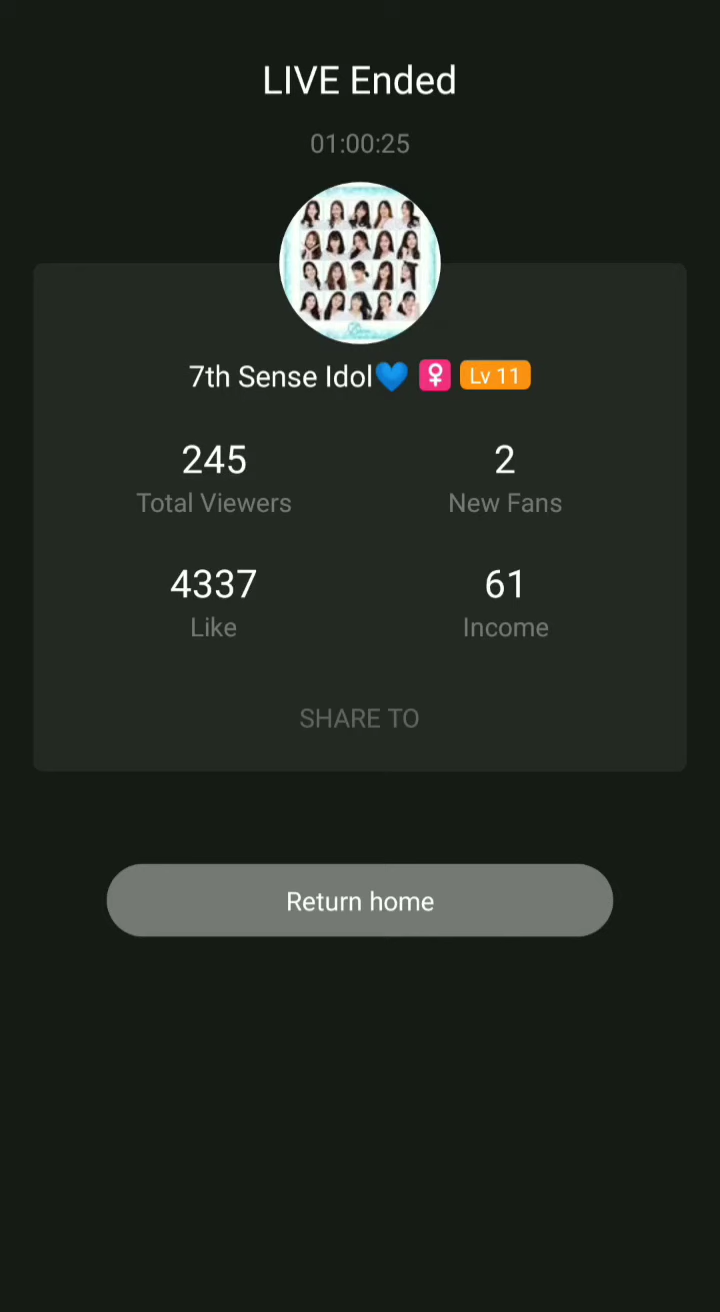 LIVE Ended
01:00:25
7th Sense Idol💙 Lv 11
245 2
Total Viewers New Fans
4337 61
Like Income
SHARE TO
Return home